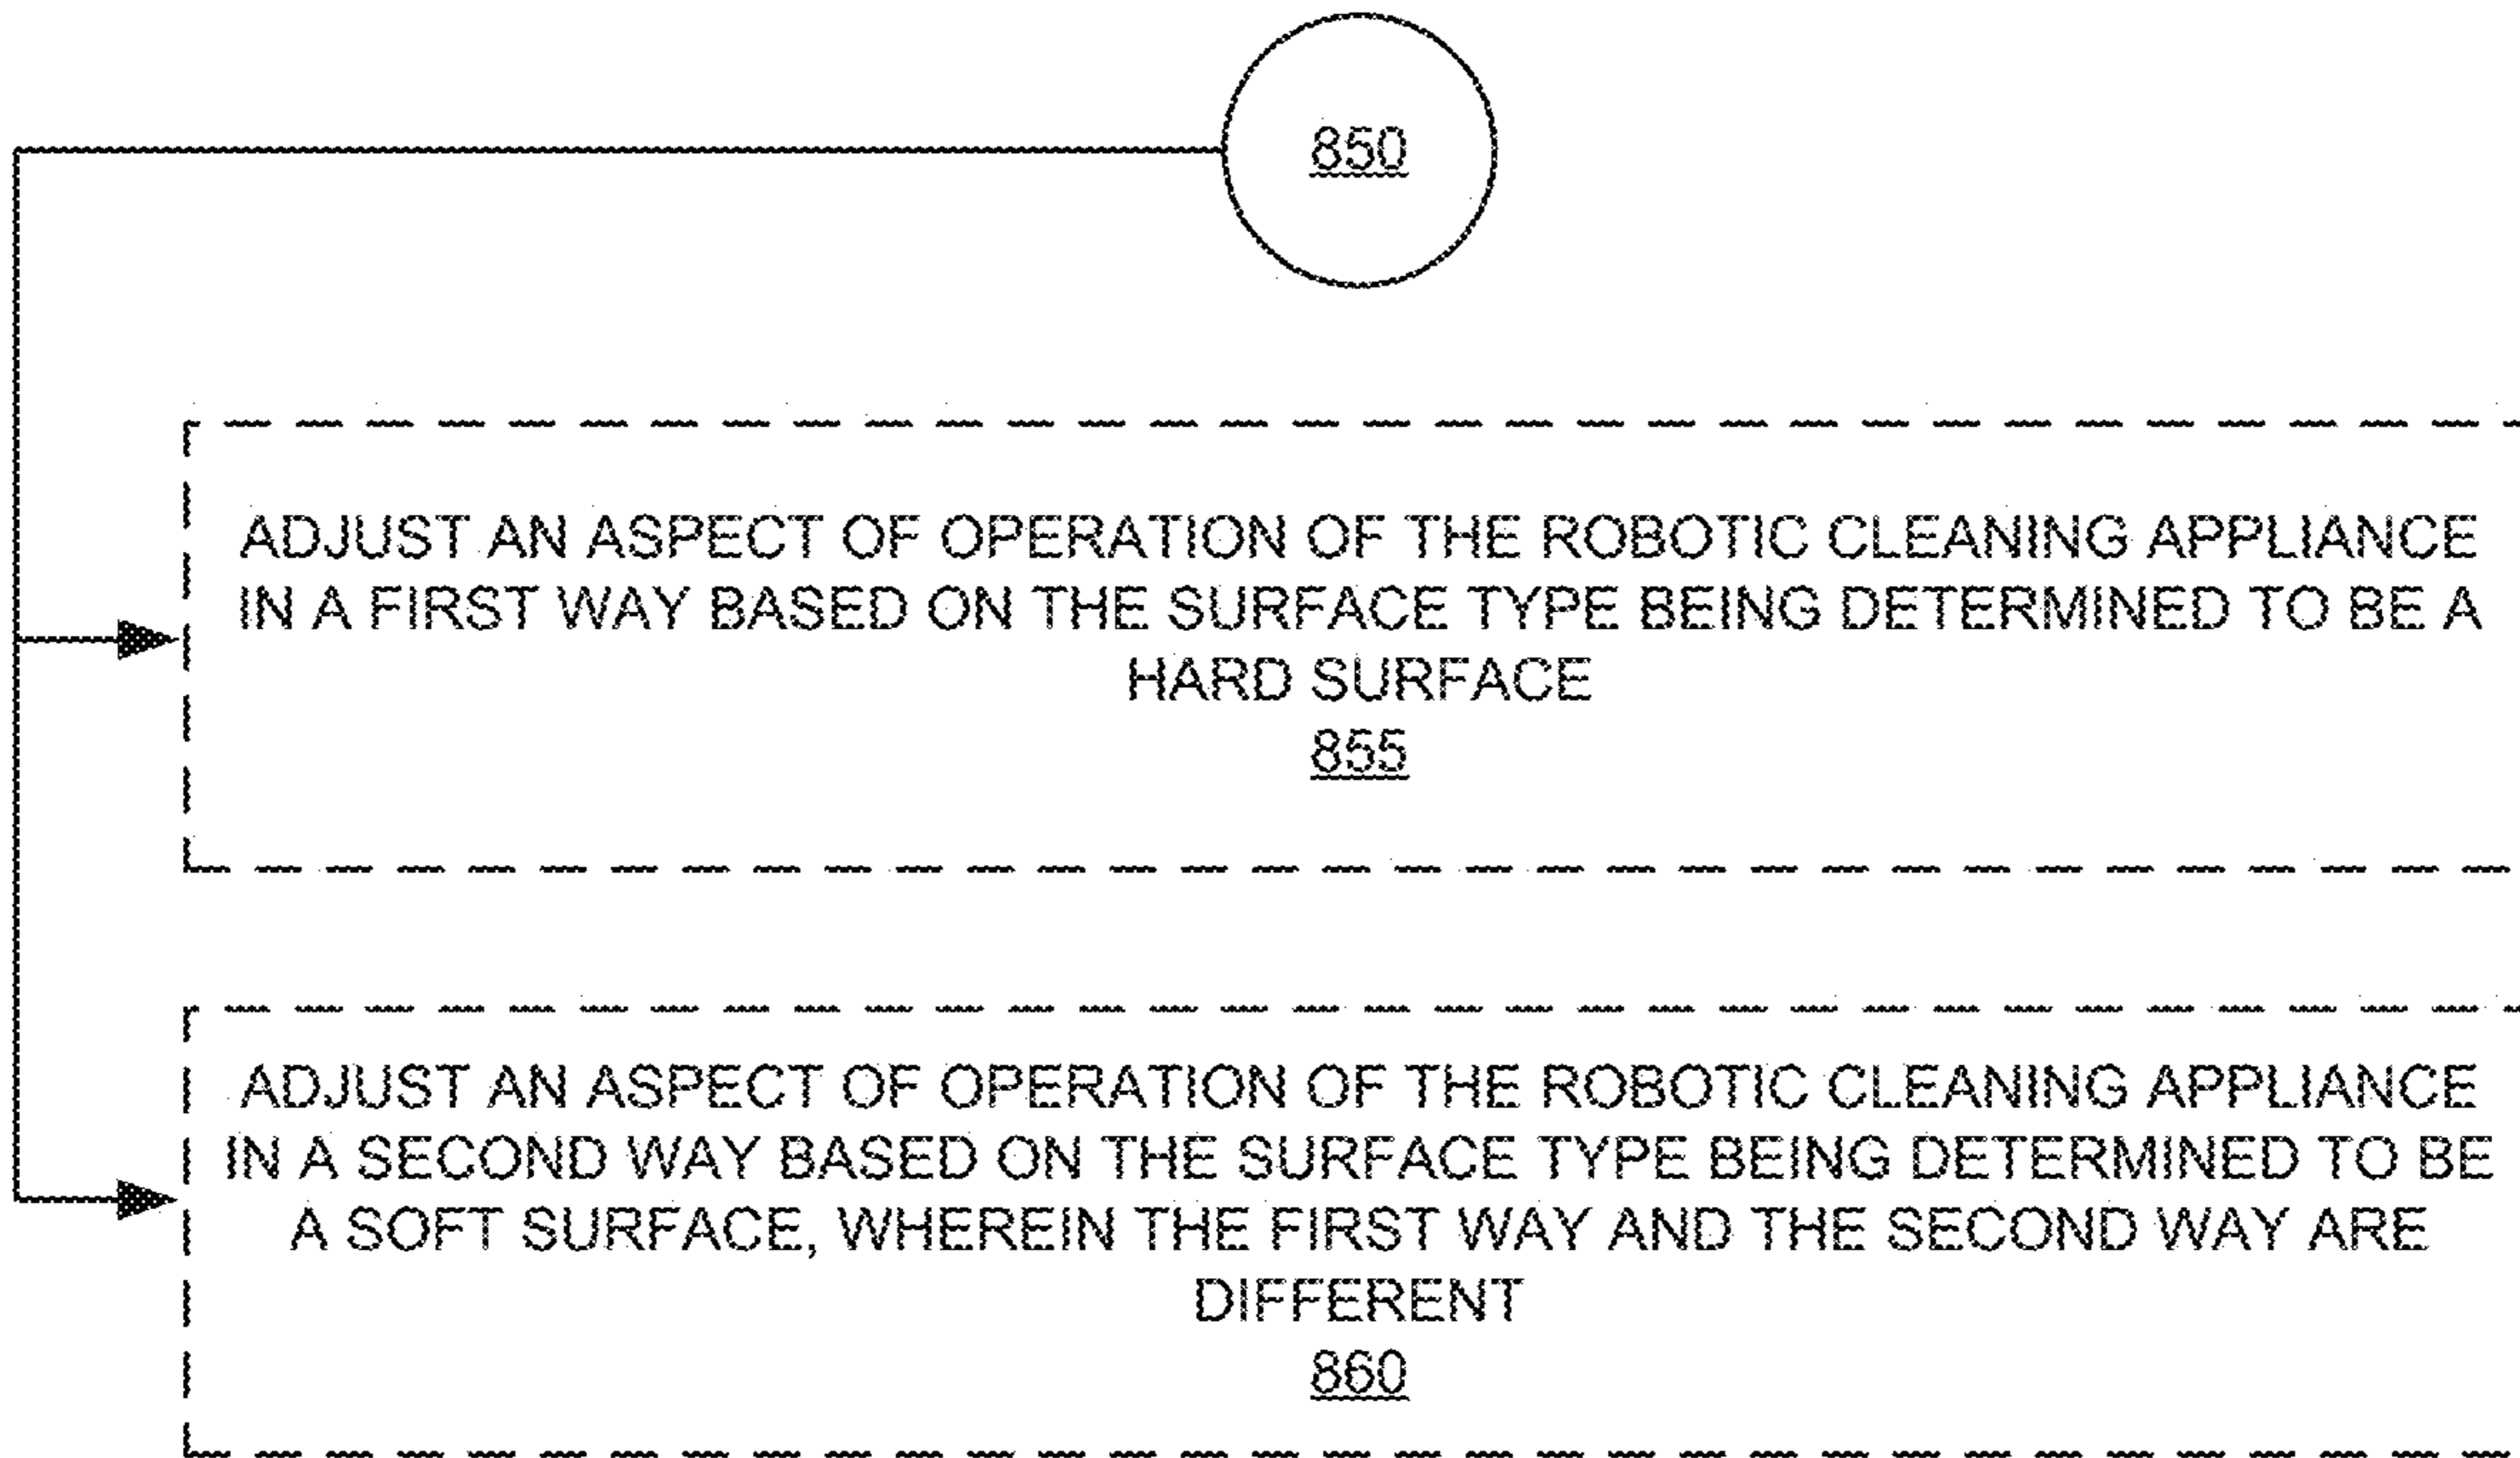 850
ADJUST AN ASPECT OF OPERATION OF THE ROBOTIC CLEANING APPLIANCE
IN A FIRST WAY BASED ON THE SURFACE TYPE BEING DETERMINED TO BE A
HARD SURFACE
855
ADJUST AN ASPECT OF OPERATION OF THE ROBOTIC CLEANING APPLIANCE
IN A SECOND WAY BASED ON THE SURFACE TYPE BEING DETERMINED TO BE
A SOFT SURFACE, WHEREIN THE FIRST WAY AND THE SECOND WAY ARE
DIFFERENT
860